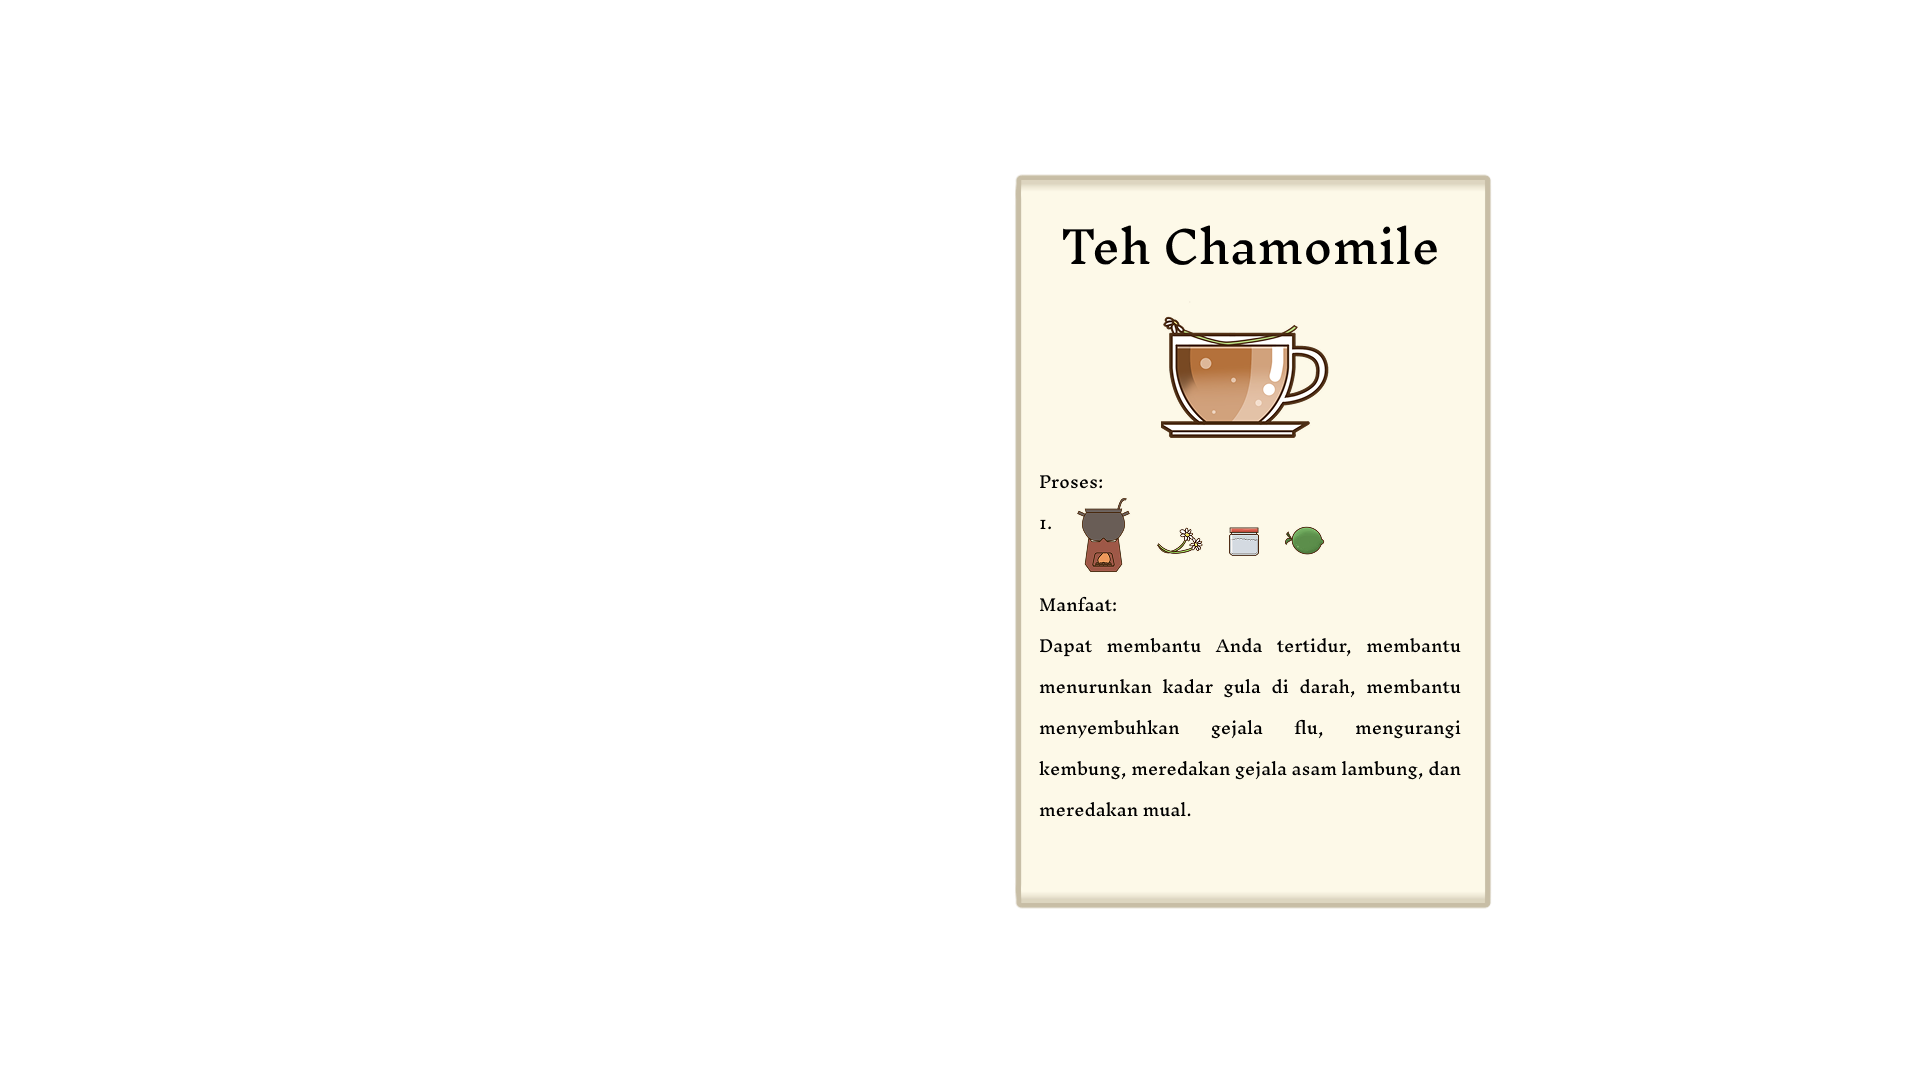 Teh Chamomile
Proses:
1.
Manfaat:
Dapat membantu Anda tertidur, membantu
menurunkan kadar gula di darah, membantu
menyembuhkan gejala flu, mengurangi
kembung, meredakan gejala asam lambung, dan
meredakan mual.